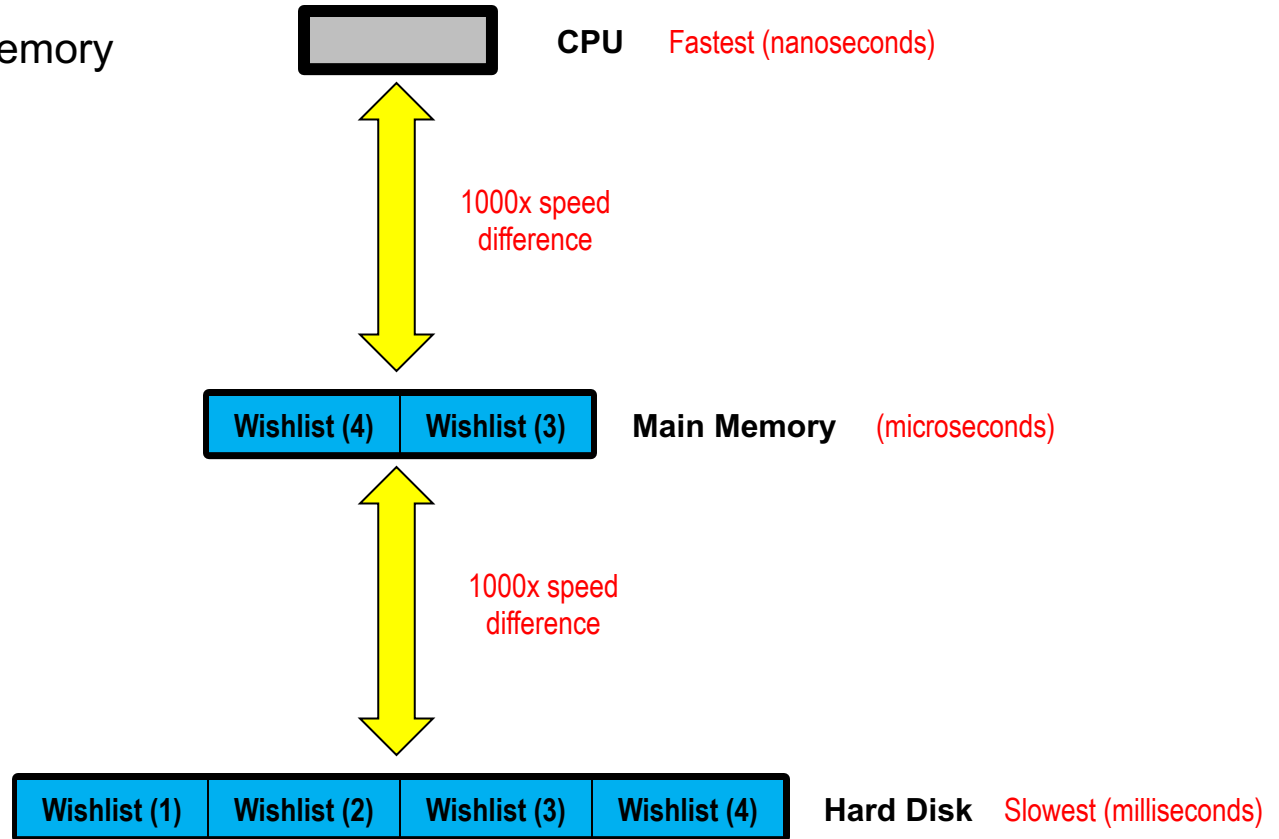 emory
CPU Fastest (nanoseconds)
1000x speed
difference
Wishlist (4) Wishlist (3) Main Memory (microseconds)
1000x speed
difference
Wishlist (1) Wishlist (2) Wishlist (3) Wishlist (4) Hard Disk Slowest (milliseconds)